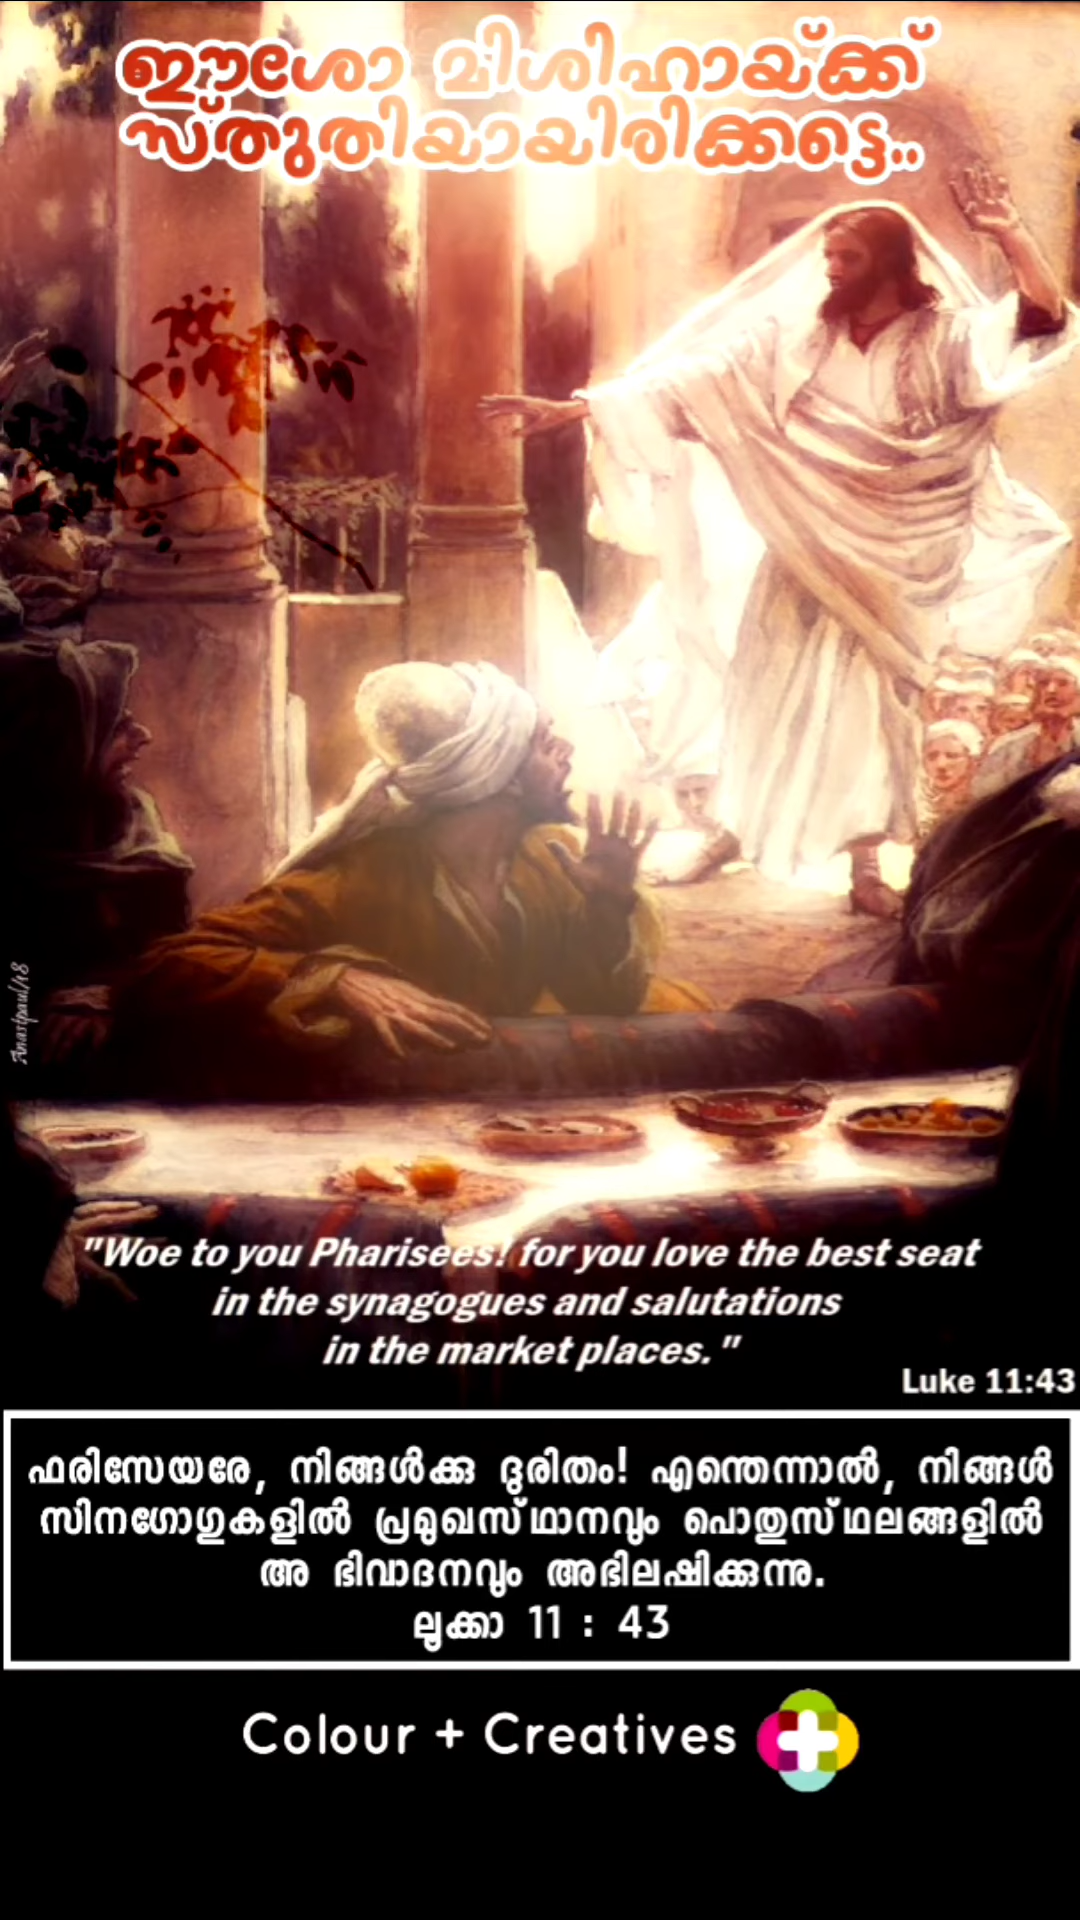 ഈശോ മിശിഹായ്ക്ക്
സ്തുതിയായിരിക്കട്ടെ..
Anastpaul/18
"Woe to you Pharisees! for you love the best seat
in the synagogues and salutations
in the market places."
Luke 11:43
ഫരിസേയരേ, നിങ്ങൾക്കു ദുരിതം! എന്തെന്നാൽ, നിങ്ങൾ
സിനഗോഗുകളിൽ പ്രമുഖസ് ഥാനവും പൊതുസ് ഥലങ്ങളിൽ
അ ഭിവാദനവും അഭിലഷിക്കുന്നു.
ലൂക്കാ 11 : 43
Colour + Creatives